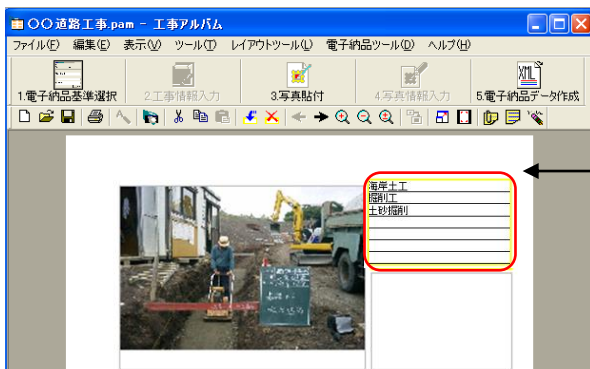 〇〇道路工事.pam - 工事アルバム
ファイル(F) 編集(E) 表示(V) ツール(T) レイアウトツール(L) 電子納品ツール(D) ヘルプ(H)
1.電子納品基準選択 2.工事情報入力 3.写真貼付 4.写真情報入力 5.電子納品データ作成
海岸土工
掘削工
土砂掘削